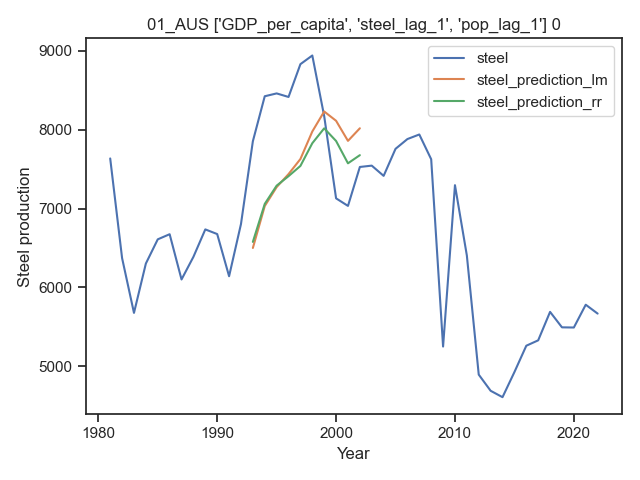 01_AUS ['GDP_per_capita', 'steel_lag_1', 'pop_lag_1'] 0
steel
steel_prediction_lm
steel_prediction_rr
Steel production
9000
8000
7000
6000
5000
1980 1990 2000 2010 2020
Year